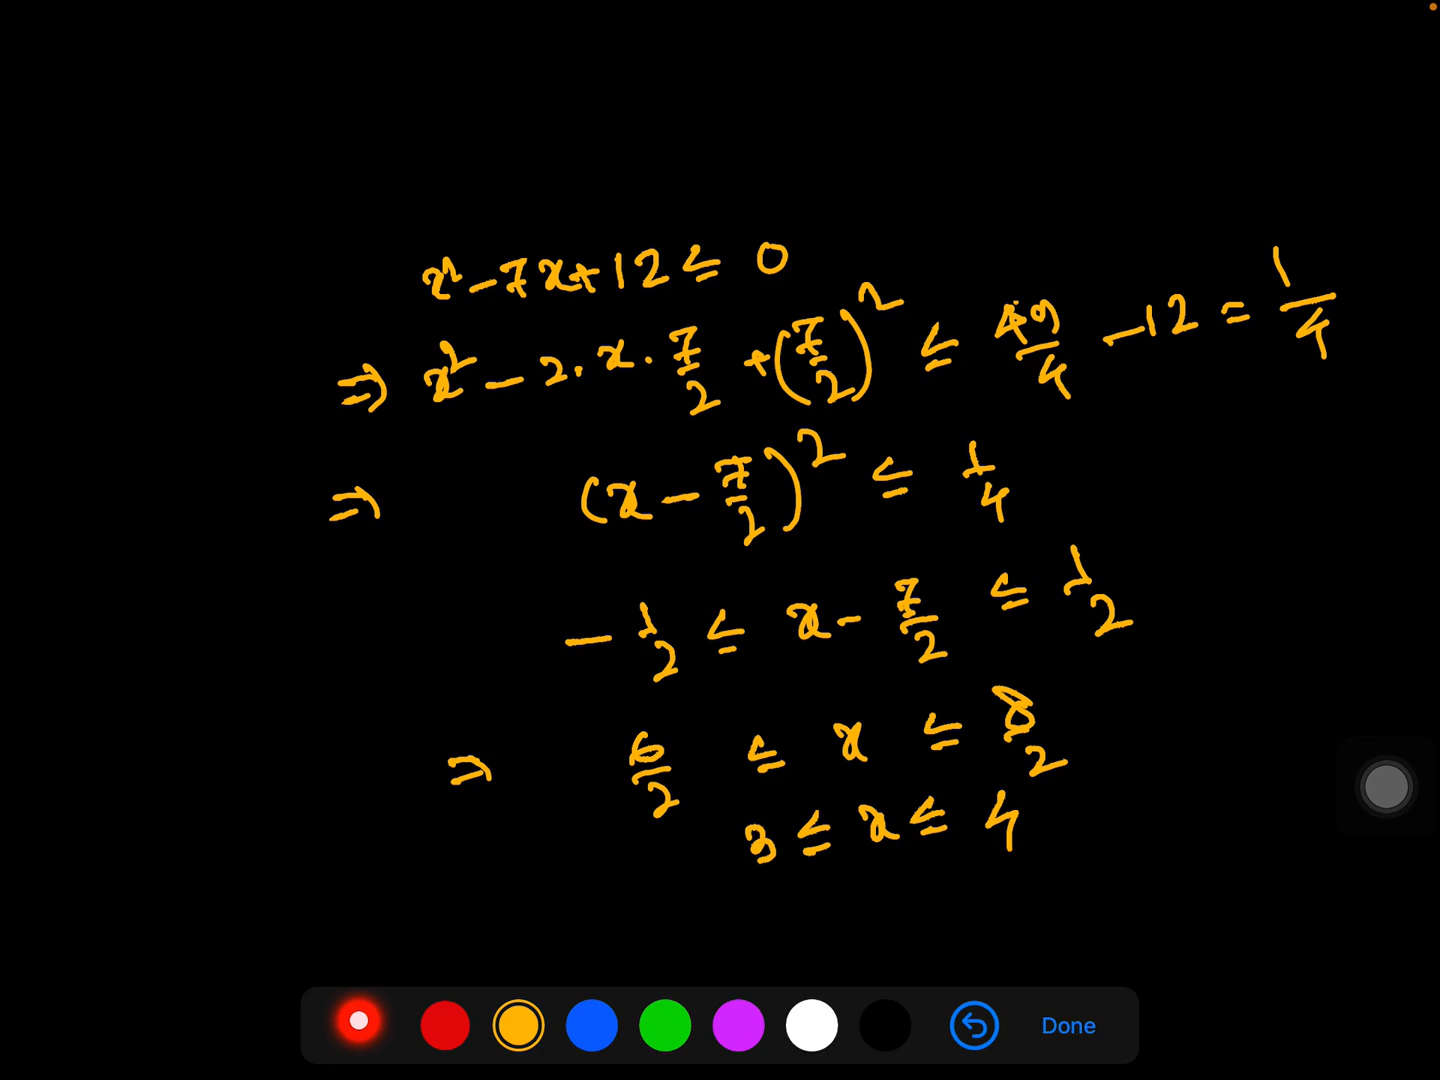 x² - 7x + 12 ≤ 0
⇒ x² - 2 . x . 7/2 + (7/2)² ≤ 49/4 - 12 = 1/4
⇒ (x - 7/2)² ≤ 1/4
- 1/2 ≤ x - 7/2 ≤ 1/2
⇒ 6/2 ≤ x ≤ 8/2
3 ≤ x ≤ 4
Done